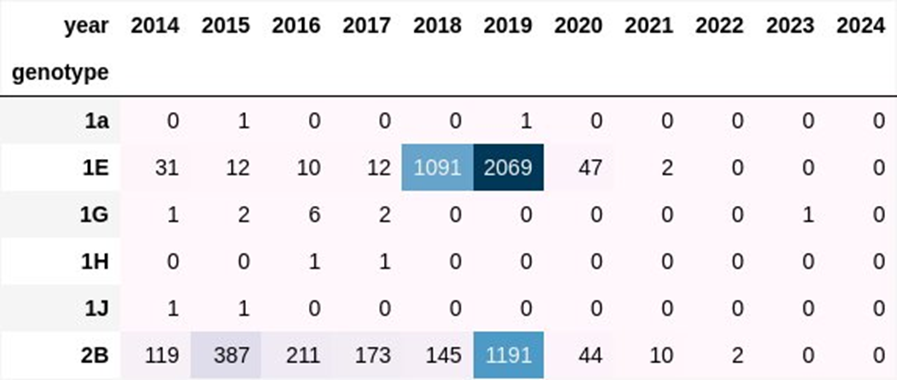 year 2014 2015 2016 2017 2018 2019 2020 2021 2022 2023 2024
genotype
1a 0 1 0 0 0 1 0 0 0 0 0
1E 31 12 10 12 1091 2069 47 2 0 0 0
1G 1 2 6 2 0 0 0 0 0 1 0
1H 0 0 1 1 0 0 0 0 0 0 0
1J 1 1 0 0 0 0 0 0 0 0 0
2B 119 387 211 173 145 1191 44 10 2 0 0